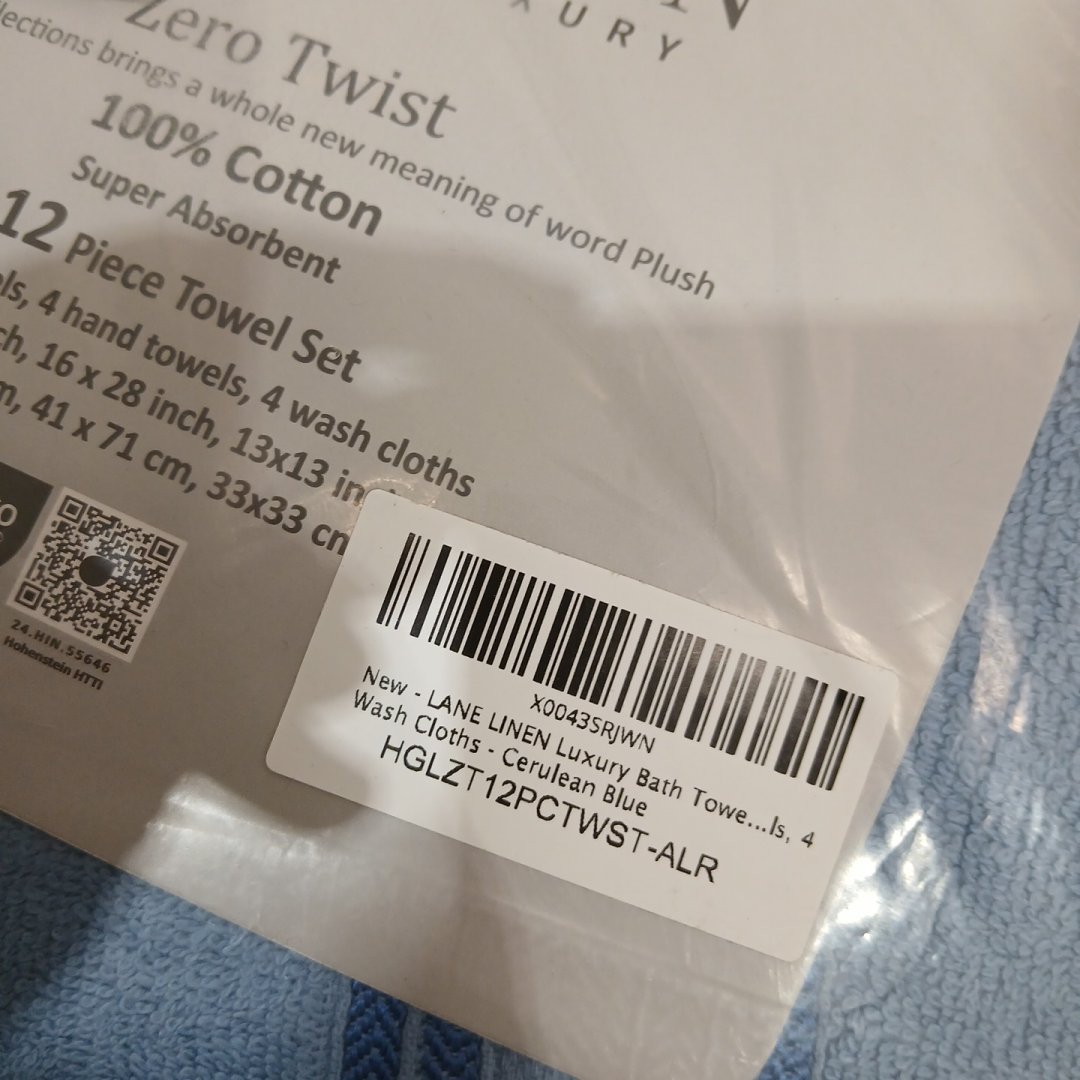 URY
Zero Twist
lections brings a whole new meaning of word Plush
100% Cotton
Super Absorbent
12 Piece Towel Set
ls, 4 hand towels, 4 wash cloths
ch, 16 x 28 inch, 13x13 in
m, 41 x 71 cm, 33x33 cm
24.HIN.55646
Hohenstein HTTI
X0043SRJWN
New - LANE LINEN Luxury Bath Towe...ls, 4
Wash Cloths - Cerulean Blue
HGLZT12PCTWST-ALR